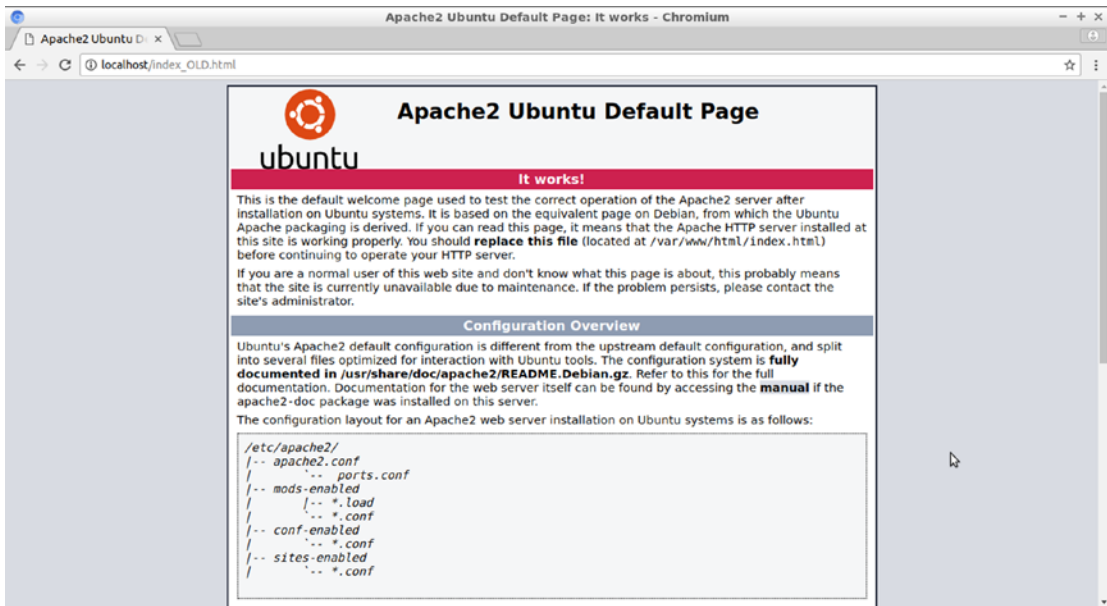 Apache2 Ubuntu Default Page: It works - Chromium
Apache2 Ubuntu D
localhost/index_OLD.html
ubuntu
Apache2 Ubuntu Default Page
It works!
This is the default welcome page used to test the correct operation of the Apache2 server after
installation on Ubuntu systems. It is based on the equivalent page on Debian, from which the Ubuntu
Apache packaging is derived. If you can read this page, it means that the Apache HTTP server installed at
this site is working properly. You should replace this file (located at /var/www/html/index.html)
before continuing to operate your HTTP server.
If you are a normal user of this web site and don't know what this page is about, this probably means
that the site is currently unavailable due to maintenance. If the problem persists, please contact the
site's administrator.
Configuration Overview
Ubuntu's Apache2 default configuration is different from the upstream default configuration, and split
into several files optimized for interaction with Ubuntu tools. The configuration system is fully
documented in /usr/share/doc/apache2/README.Debian.gz. Refer to this for the full
documentation. Documentation for the web server itself can be found by accessing the manual if the
apache2-doc package was installed on this server.
The configuration layout for an Apache2 web server installation on Ubuntu systems is as follows:
/etc/apache2/
|-- apache2.conf
|       `--  ports.conf
|-- mods-enabled
|       |-- *.load
|       `-- *.conf
|-- conf-enabled
|       `-- *.conf
|-- sites-enabled
|       `-- *.conf